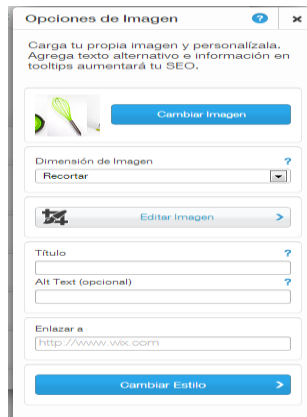 Opciones de Imagen ? ×
Carga tu propia imagen y personalízala.
Agrega texto alternativo e información en
tooltips aumentará tu SEO.
Cambiar Imagen
Dimensión de Imagen ?
Recortar
Editar Imagen >
Título ?
Alt Text (opcional) ?
Enlazar a
http://www.wix.com
Cambiar Estilo >